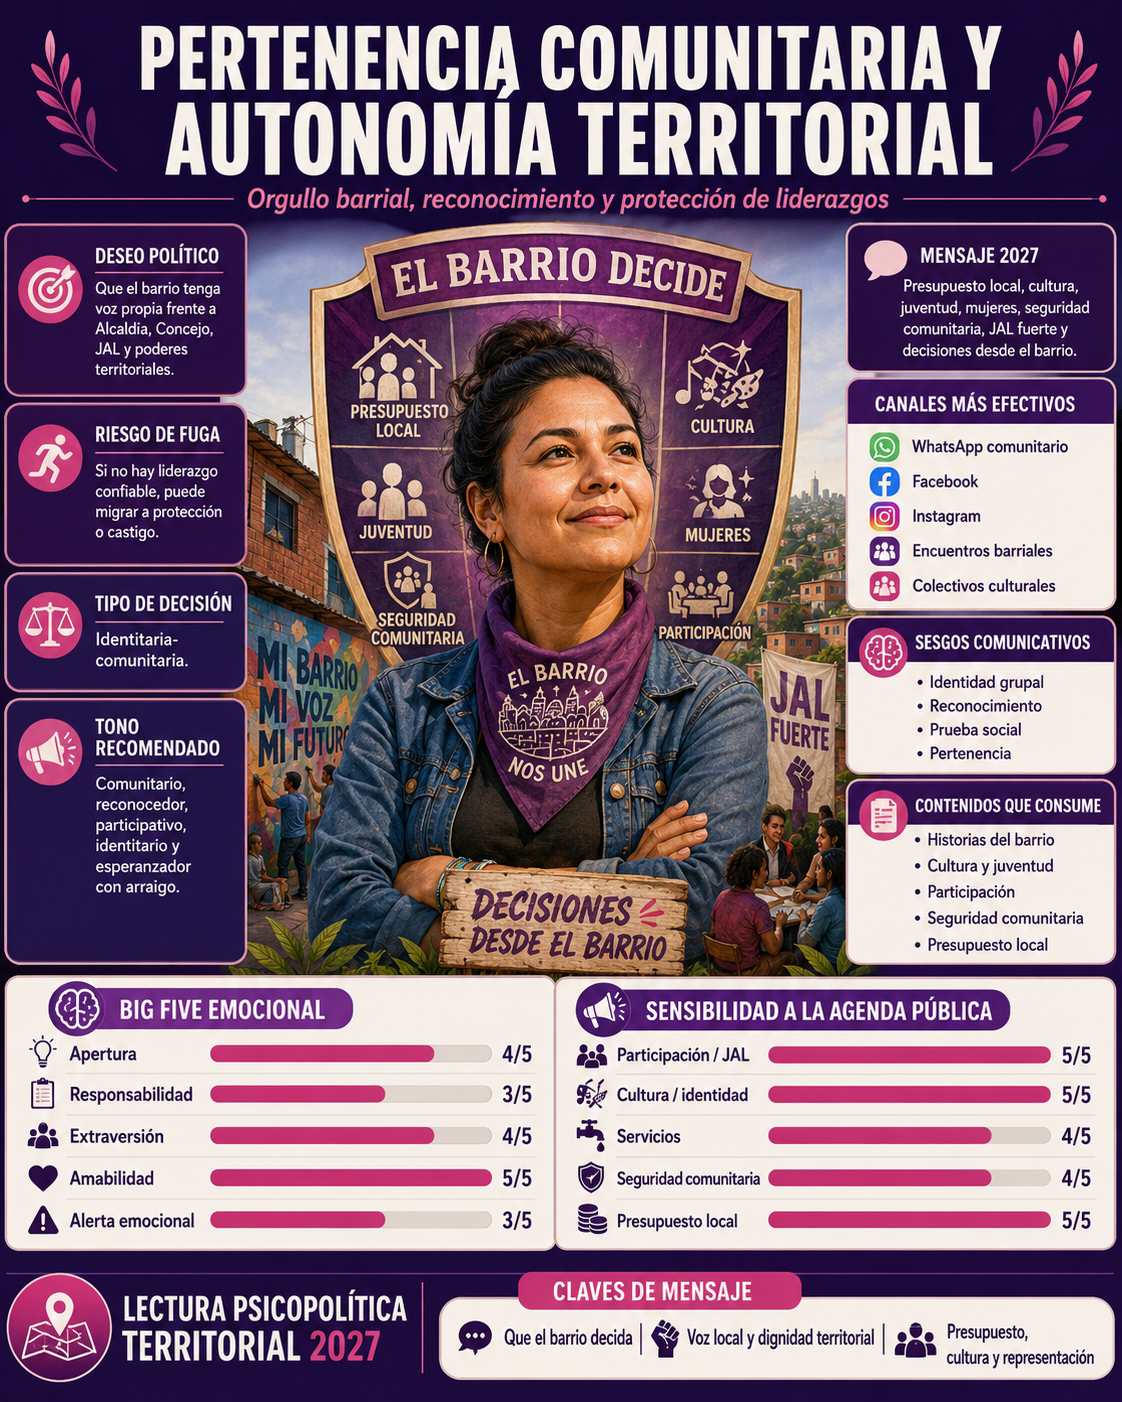 PERTENENCIA COMUNITARIA Y
AUTONOMÍA TERRITORIAL
Orgullo barrial, reconocimiento y protección de liderazgos
DESEO POLÍTICO
Que el barrio tenga
voz propia frente a
Alcaldía, Concejo,
JAL y poderes
territoriales.
RIESGO DE FUGA
Si no hay liderazgo
confiable, puede
migrar a protección
o castigo.
TIPO DE DECISIÓN
Identitaria-
comunitaria.
TONO
RECOMENDADO
Comunitario,
reconocedor,
participativo,
identitario y
esperanzador
con arraigo.
EL BARRIO DECIDE
PRESUPUESTO
LOCAL
CULTURA
JUVENTUD
MUJERES
SEGURIDAD
COMUNITARIA
PARTICIPACIÓN
MI BARRIO
MI VOZ
MI FUTURO
EL BARRIO
NOS UNE
JAL
FUERTE
DECISIONES
DESDE EL BARRIO
MENSAJE 2027
Presupuesto local, cultura,
juventud, mujeres, seguridad
comunitaria, JAL fuerte y
decisiones desde el barrio.
CANALES MÁS EFECTIVOS
WhatsApp comunitario
Facebook
Instagram
Encuentros barriales
Colectivos culturales
SESGOS COMUNICATIVOS
• Identidad grupal
• Reconocimiento
• Prueba social
• Pertenencia
CONTENIDOS QUE CONSUME
• Historias del barrio
• Cultura y juventud
• Participación
• Seguridad comunitaria
• Presupuesto local
BIG FIVE EMOCIONAL
Apertura 4/5
Responsabilidad 3/5
Extraversión 4/5
Amabilidad 5/5
Alerta emocional 3/5
SENSIBILIDAD A LA AGENDA PÚBLICA
Participación / JAL 5/5
Cultura / identidad 5/5
Servicios 4/5
Seguridad comunitaria 4/5
Presupuesto local 5/5
LECTURA PSICOPOLÍTICA
TERRITORIAL 2027
CLAVES DE MENSAJE
Que el barrio decida
Voz local y dignidad territorial
Presupuesto,
cultura y representación